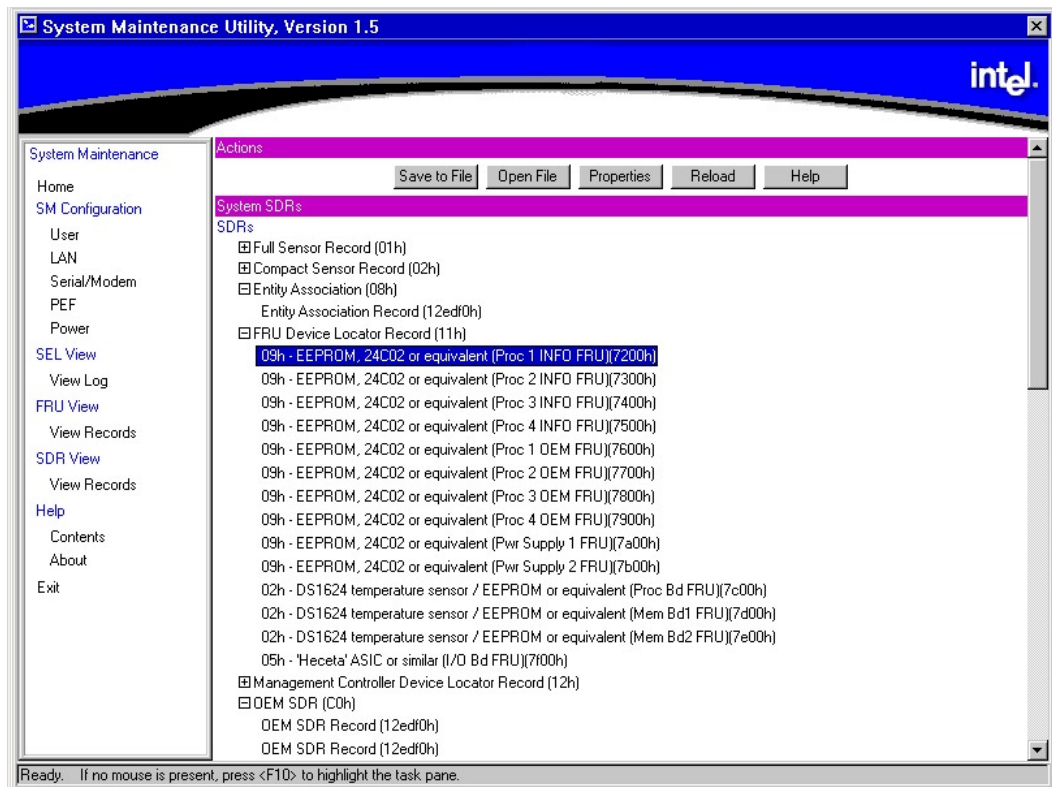 System Maintenance Utility, Version 1.5
intel.
System Maintenance
Home
SM Configuration
User
LAN
Serial/Modem
PEF
Power
SEL View
View Log
FRU View
View Records
SDR View
View Records
Help
Contents
About
Exit
Actions
Save to File Open File Properties Reload Help
System SDRs
SDRs
Full Sensor Record (01h)
Compact Sensor Record (02h)
Entity Association (08h)
Entity Association Record (12edf0h)
FRU Device Locator Record (11h)
09h - EEPROM, 24C02 or equivalent (Proc 1 INFO FRU)(7200h)
09h - EEPROM, 24C02 or equivalent (Proc 2 INFO FRU)(7300h)
09h - EEPROM, 24C02 or equivalent (Proc 3 INFO FRU)(7400h)
09h - EEPROM, 24C02 or equivalent (Proc 4 INFO FRU)(7500h)
09h - EEPROM, 24C02 or equivalent (Proc 1 OEM FRU)(7600h)
09h - EEPROM, 24C02 or equivalent (Proc 2 OEM FRU)(7700h)
09h - EEPROM, 24C02 or equivalent (Proc 3 OEM FRU)(7800h)
09h - EEPROM, 24C02 or equivalent (Proc 4 OEM FRU)(7900h)
09h - EEPROM, 24C02 or equivalent (Pwr Supply 1 FRU)(7a00h)
09h - EEPROM, 24C02 or equivalent (Pwr Supply 2 FRU)(7b00h)
02h - DS1624 temperature sensor / EEPROM or equivalent (Proc Bd FRU)(7c00h)
02h - DS1624 temperature sensor / EEPROM or equivalent (Mem Bd1 FRU)(7d00h)
02h - DS1624 temperature sensor / EEPROM or equivalent (Mem Bd2 FRU)(7e00h)
05h - 'Heceta' ASIC or similar (I/O Bd FRU)(7f00h)
Management Controller Device Locator Record (12h)
OEM SDR (C0h)
OEM SDR Record (12edf0h)
OEM SDR Record (12edf0h)
Ready. If no mouse is present, press <F10> to highlight the task pane.